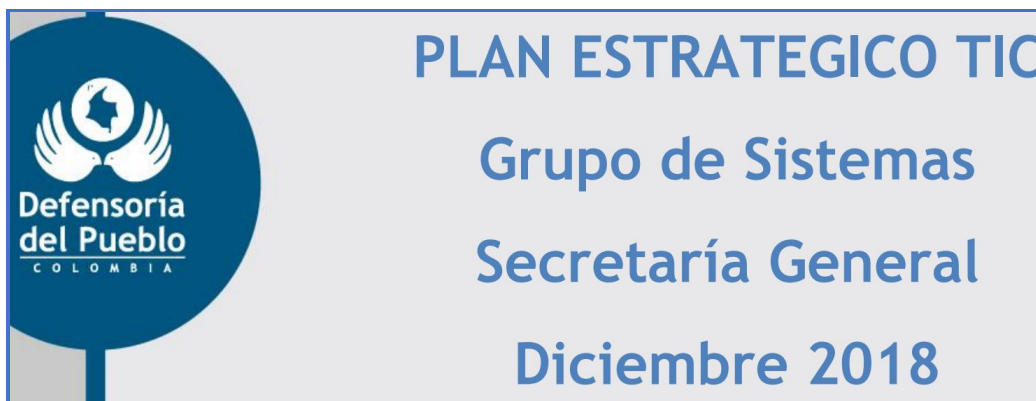 PLAN ESTRATEGICO TIC
Grupo de Sistemas
Secretaría General
Diciembre 2018
Defensoría
del Pueblo
COLOMBIA